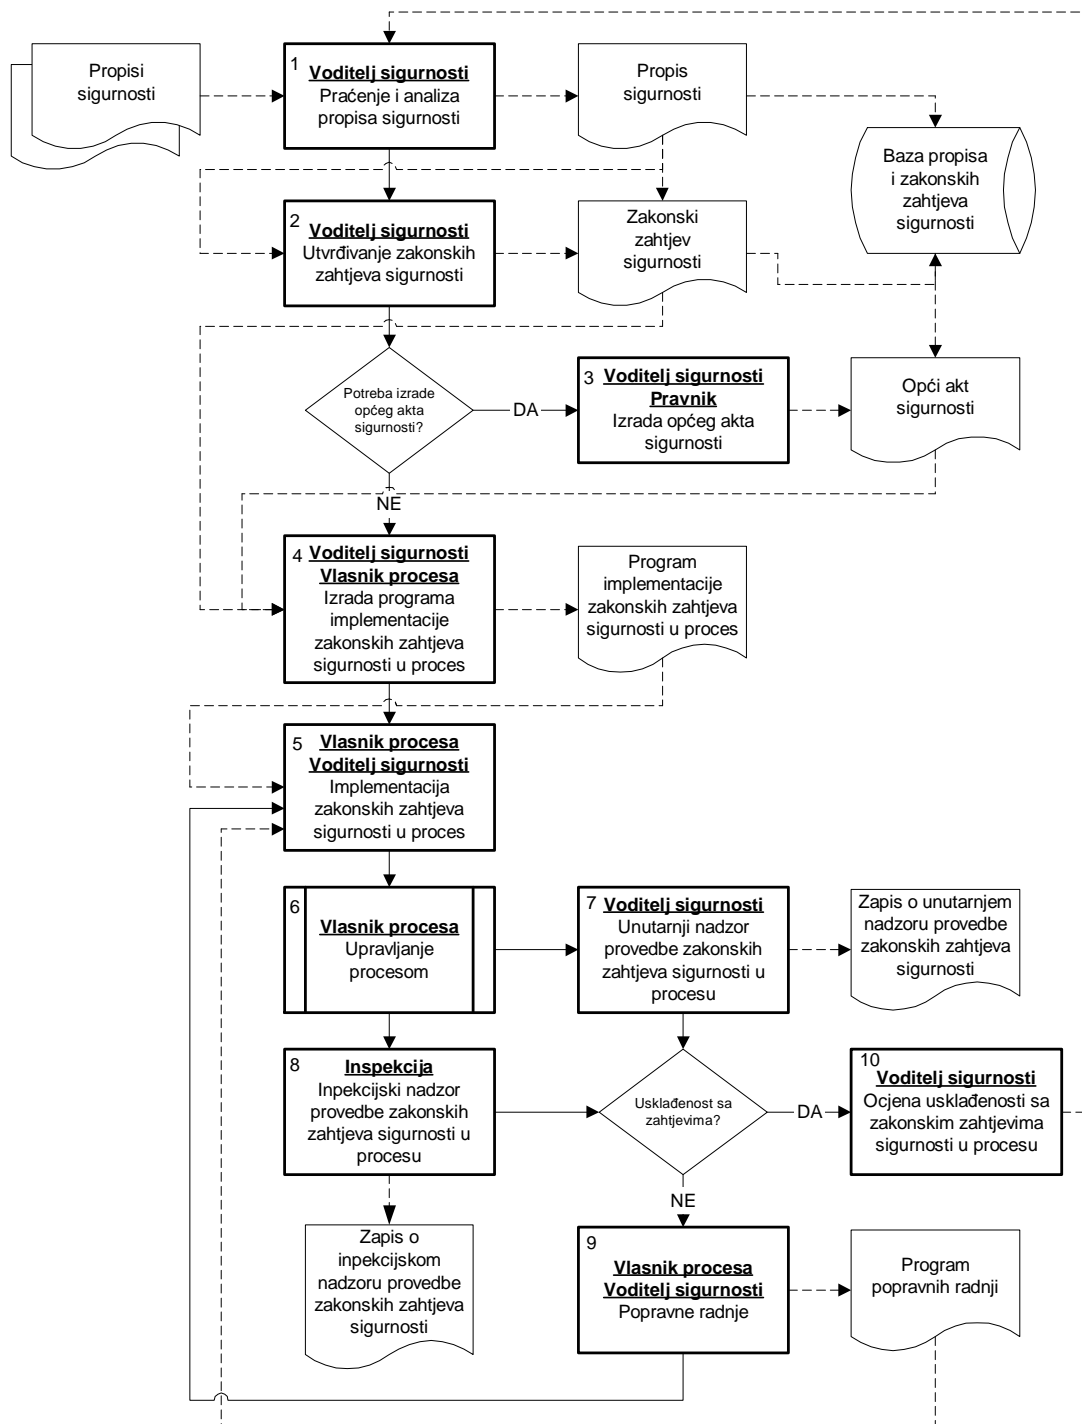 Propisi
sigurnosti
1
Voditelj sigurnosti
Praćenje i analiza
propisa sigurnosti
Propis
sigurnosti
Baza propisa
i zakonskih
zahtjeva
sigurnosti
2
Voditelj sigurnosti
Utvrđivanje zakonskih
zahtjeva sigurnosti
Zakonski
zahtjev
sigurnosti
Potreba izrade
općeg akta
sigurnosti?
DA
3
Voditelj sigurnosti
Pravnik
Izrada općeg akta
sigurnosti
Opći akt
sigurnosti
NE
4
Voditelj sigurnosti
Vlasnik procesa
Izrada programa
implementacije
zakonskih zahtjeva
sigurnosti u proces
Program
implementacije
zakonskih zahtjeva
sigurnosti u proces
5
Vlasnik procesa
Voditelj sigurnosti
Implementacija
zakonskih zahtjeva
sigurnosti u proces
6
Vlasnik procesa
Upravljanje
procesom
7
Voditelj sigurnosti
Unutarnji nadzor
provedbe zakonskih
zahtjeva sigurnosti u
procesu
Zapis o unutarnjem
nadzoru provedbe
zakonskih zahtjeva
sigurnosti
8
Inspekcija
Inpekcijski nadzor
provedbe zakonskih
zahtjeva sigurnosti u
procesu
Usklađenost sa
zahtjevima?
DA
10
Voditelj sigurnosti
Ocjena usklađenosti sa
zakonskim zahtjevima
sigurnosti u procesu
NE
Zapis o
inpekcijskom
nadzoru provedbe
zakonskih zahtjeva
sigurnosti
9
Vlasnik procesa
Voditelj sigurnosti
Popravne radnje
Program
popravnih radnji